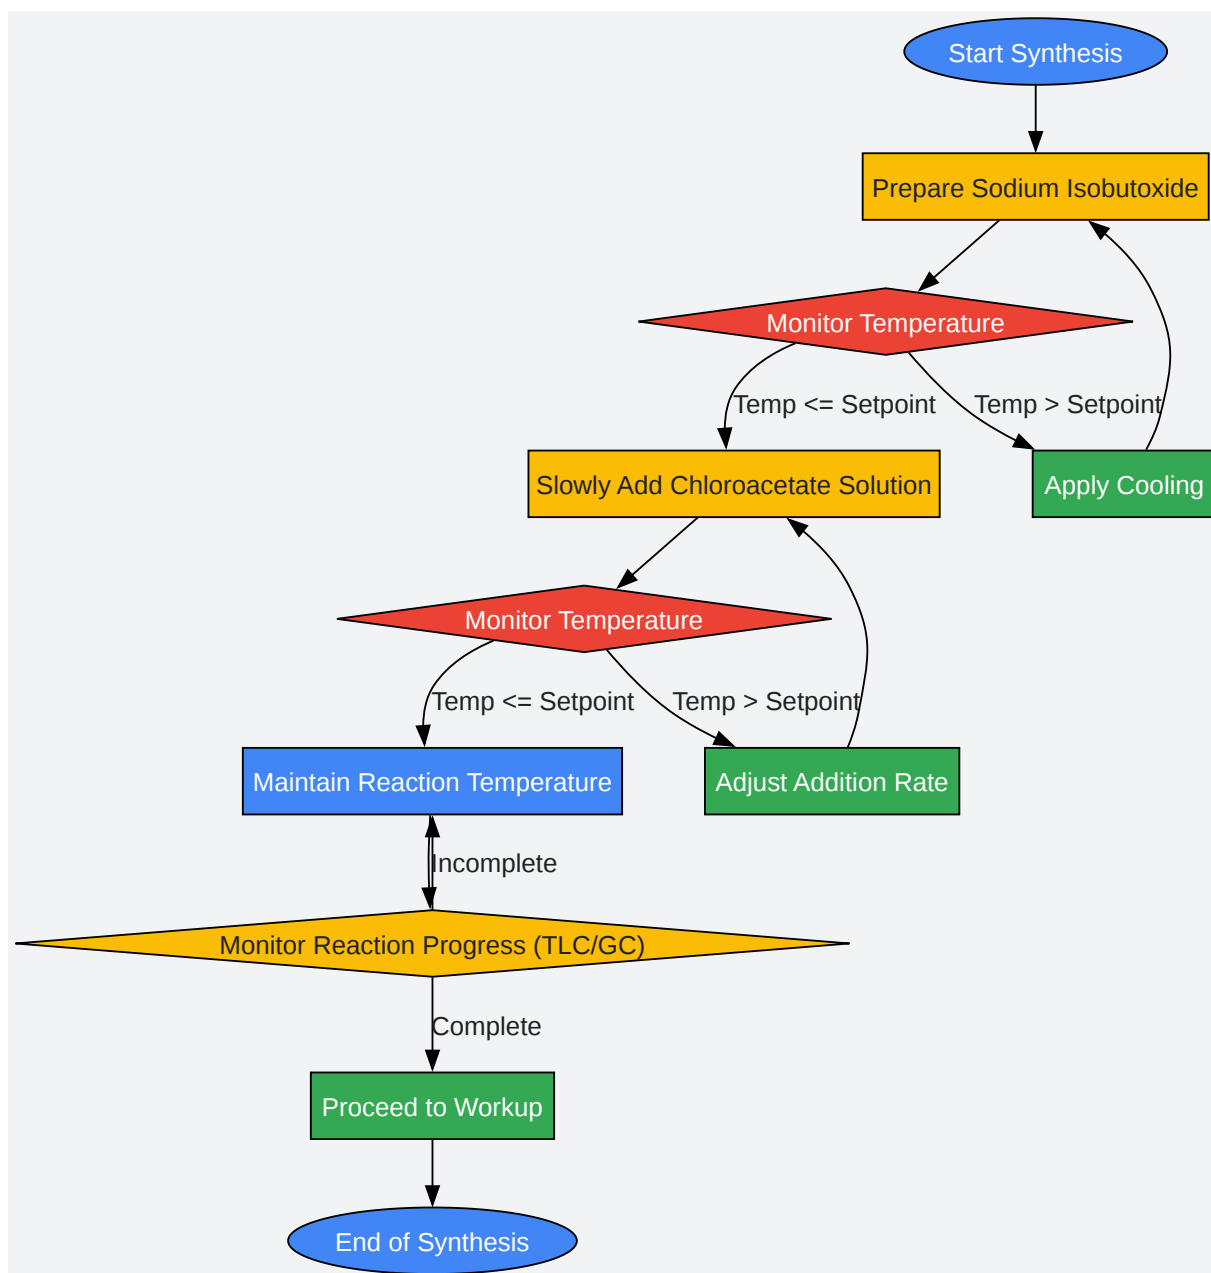 Start Synthesis
Prepare Sodium Isobutoxide
Monitor Temperature
Temp <= Setpoint
Temp > Setpoint
Slowly Add Chloroacetate Solution
Apply Cooling
Monitor Temperature
Temp <= Setpoint
Temp > Setpoint
Maintain Reaction Temperature
Adjust Addition Rate
Incomplete
Monitor Reaction Progress (TLC/GC)
Complete
Proceed to Workup
End of Synthesis